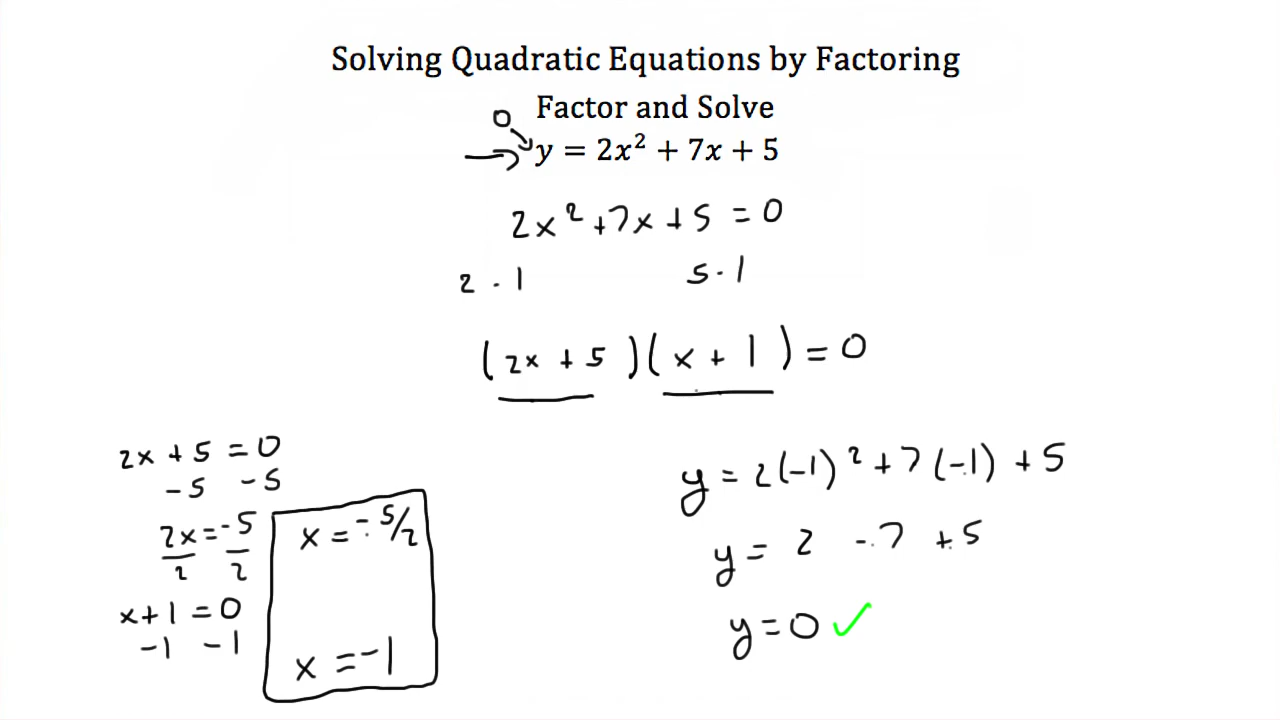 Solving Quadratic Equations by Factoring
Factor and Solve
0
y = 2x² + 7x + 5
2x² + 7x + 5 = 0
2 · 1 5 · 1
(2x + 5)(x + 1) = 0
2x + 5 = 0
-5 -5
2x = -5
2 2
x + 1 = 0
-1 -1
x = -5/2
x = -1
y = 2(-1)² + 7(-1) + 5
y = 2 -7 +5
y = 0 ✓